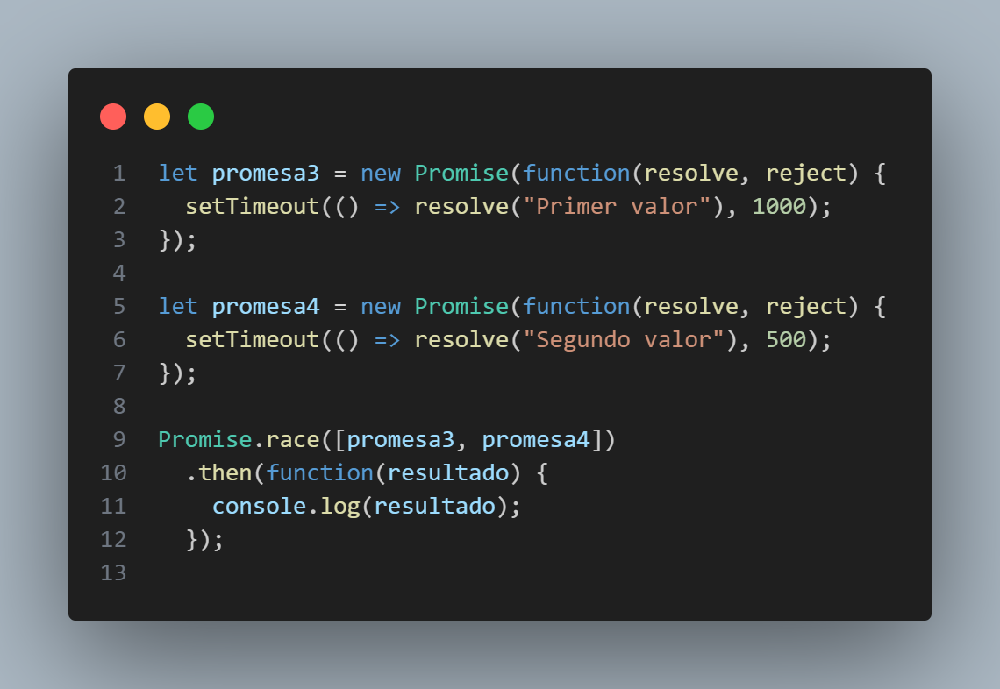 1 let promesa3 = new Promise(function(resolve, reject) {
2   setTimeout(() => resolve("Primer valor"), 1000);
3 });
4
5 let promesa4 = new Promise(function(resolve, reject) {
6   setTimeout(() => resolve("Segundo valor"), 500);
7 });
8
9 Promise.race([promesa3, promesa4])
10   .then(function(resultado) {
11     console.log(resultado);
12   });
13